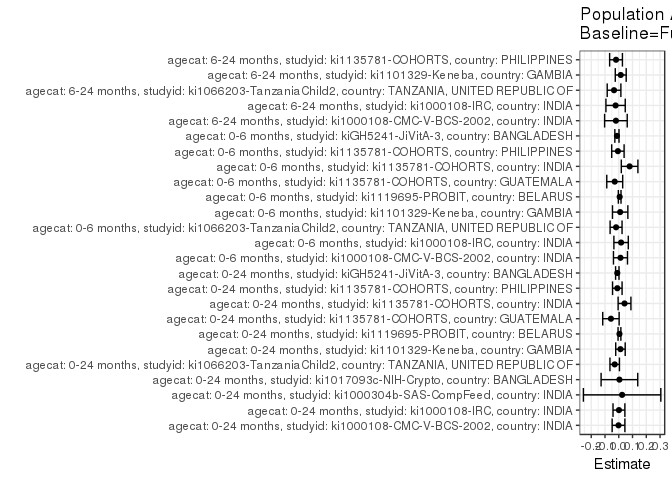 Population
Baseline=Fu
agecat: 6-24 months, studyid: ki1135781-COHORTS, country: PHILIPPINES
agecat: 6-24 months, studyid: ki1101329-Keneba, country: GAMBIA
agecat: 6-24 months, studyid: ki1066203-TanzaniaChild2, country: TANZANIA, UNITED REPUBLIC OF
agecat: 6-24 months, studyid: ki1000108-IRC, country: INDIA
agecat: 6-24 months, studyid: ki1000108-CMC-V-BCS-2002, country: INDIA
agecat: 0-6 months, studyid: kiGH5241-JiVitA-3, country: BANGLADESH
agecat: 0-6 months, studyid: ki1135781-COHORTS, country: PHILIPPINES
agecat: 0-6 months, studyid: ki1135781-COHORTS, country: INDIA
agecat: 0-6 months, studyid: ki1135781-COHORTS, country: GUATEMALA
agecat: 0-6 months, studyid: ki1119695-PROBIT, country: BELARUS
agecat: 0-6 months, studyid: ki1101329-Keneba, country: GAMBIA
agecat: 0-6 months, studyid: ki1066203-TanzaniaChild2, country: TANZANIA, UNITED REPUBLIC OF
agecat: 0-6 months, studyid: ki1000108-IRC, country: INDIA
agecat: 0-6 months, studyid: ki1000108-CMC-V-BCS-2002, country: INDIA
agecat: 0-24 months, studyid: kiGH5241-JiVitA-3, country: BANGLADESH
agecat: 0-24 months, studyid: ki1135781-COHORTS, country: PHILIPPINES
agecat: 0-24 months, studyid: ki1135781-COHORTS, country: INDIA
agecat: 0-24 months, studyid: ki1135781-COHORTS, country: GUATEMALA
agecat: 0-24 months, studyid: ki1119695-PROBIT, country: BELARUS
agecat: 0-24 months, studyid: ki1101329-Keneba, country: GAMBIA
agecat: 0-24 months, studyid: ki1066203-TanzaniaChild2, country: TANZANIA, UNITED REPUBLIC OF
agecat: 0-24 months, studyid: ki1017093c-NIH-Crypto, country: BANGLADESH
agecat: 0-24 months, studyid: ki1000304b-SAS-CompFeed, country: INDIA
agecat: 0-24 months, studyid: ki1000108-IRC, country: INDIA
agecat: 0-24 months, studyid: ki1000108-CMC-V-BCS-2002, country: INDIA
-0.2 -0.1 0.0 0.1 0.2 0.3
Estimate